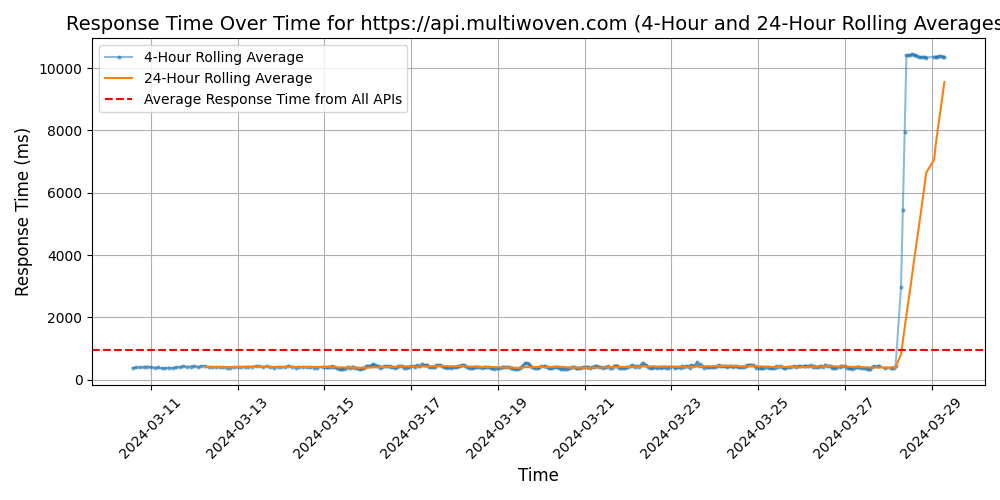 Response Time Over Time for https://api.multiwoven.com (4-Hour and 24-Hour Rolling Averages
4-Hour Rolling Average
24-Hour Rolling Average
Average Response Time from All APIs
Response Time (ms)
10000
8000
6000
4000
2000
0
2024-03-11
2024-03-13
2024-03-15
2024-03-17
2024-03-19
2024-03-21
2024-03-23
2024-03-25
2024-03-27
2024-03-29
Time